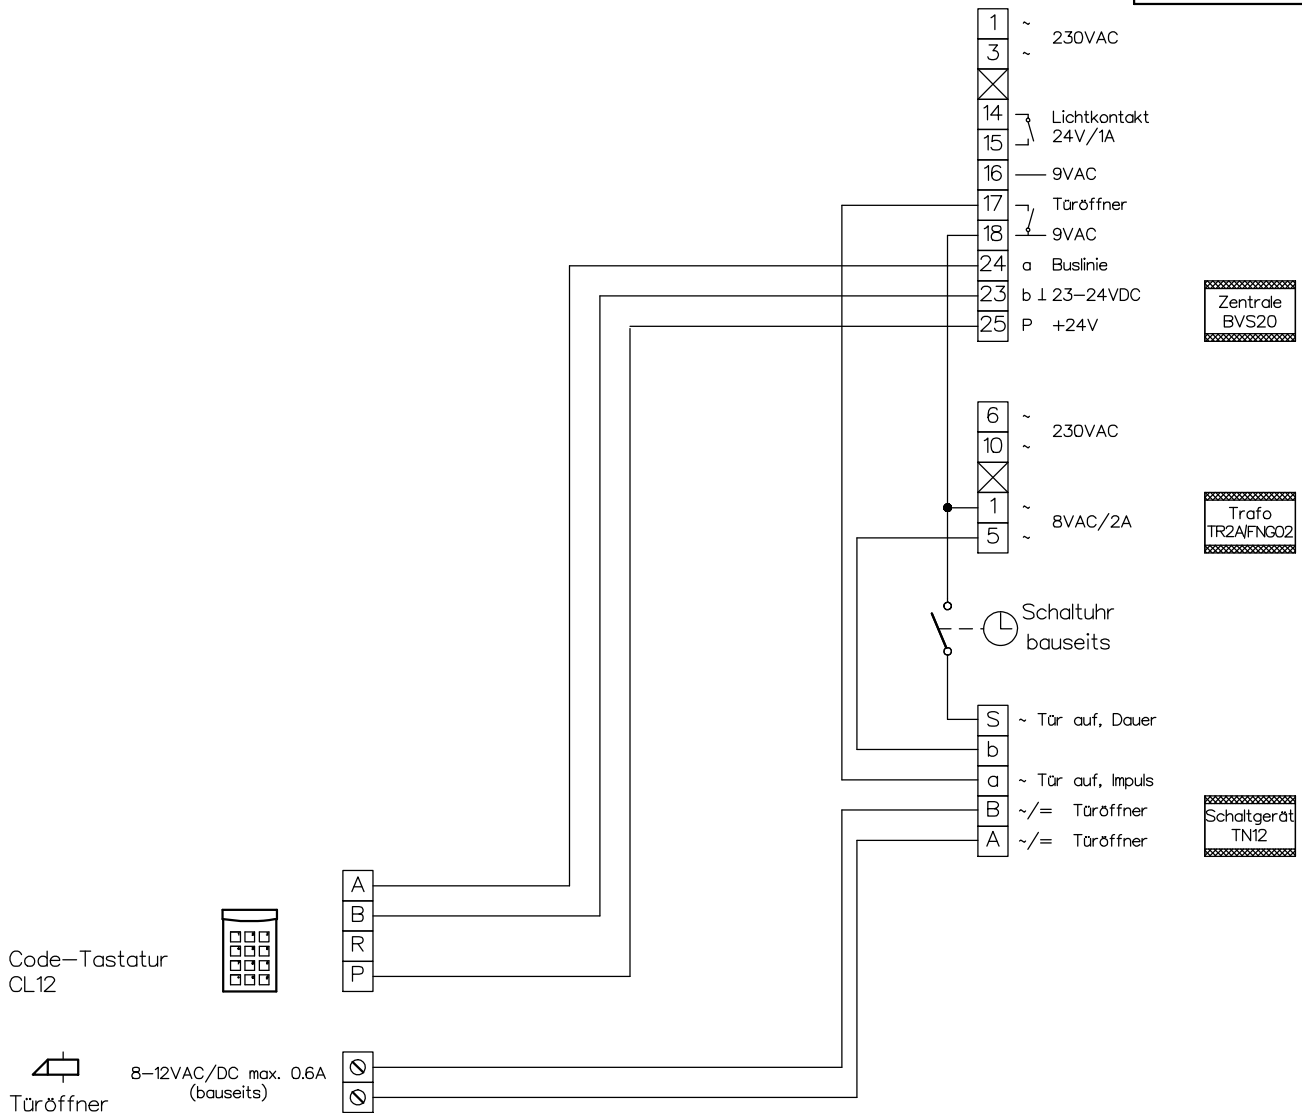 1 ~
230VAC
3 ~
14 Lichtkontakt
15 24V/1A
16 9VAC
17 Türöffner
18 9VAC
24 a Buslinie
23 b ⊥ 23-24VDC
25 P +24V
Zentrale
BVS20
6 ~
230VAC
10 ~
1 ~
8VAC/2A
5 ~
Trafo
TR2A/FNG02
Schaltuhr
bauseits
S ~ Tür auf, Dauer
b
a ~ Tür auf, Impuls
B ~/= Türöffner
A ~/= Türöffner
Schaltgerät
TN12
A
B
R
P
Code-Tastatur
CL12
8-12VAC/DC max. 0.6A
(bauseits)
Türöffner